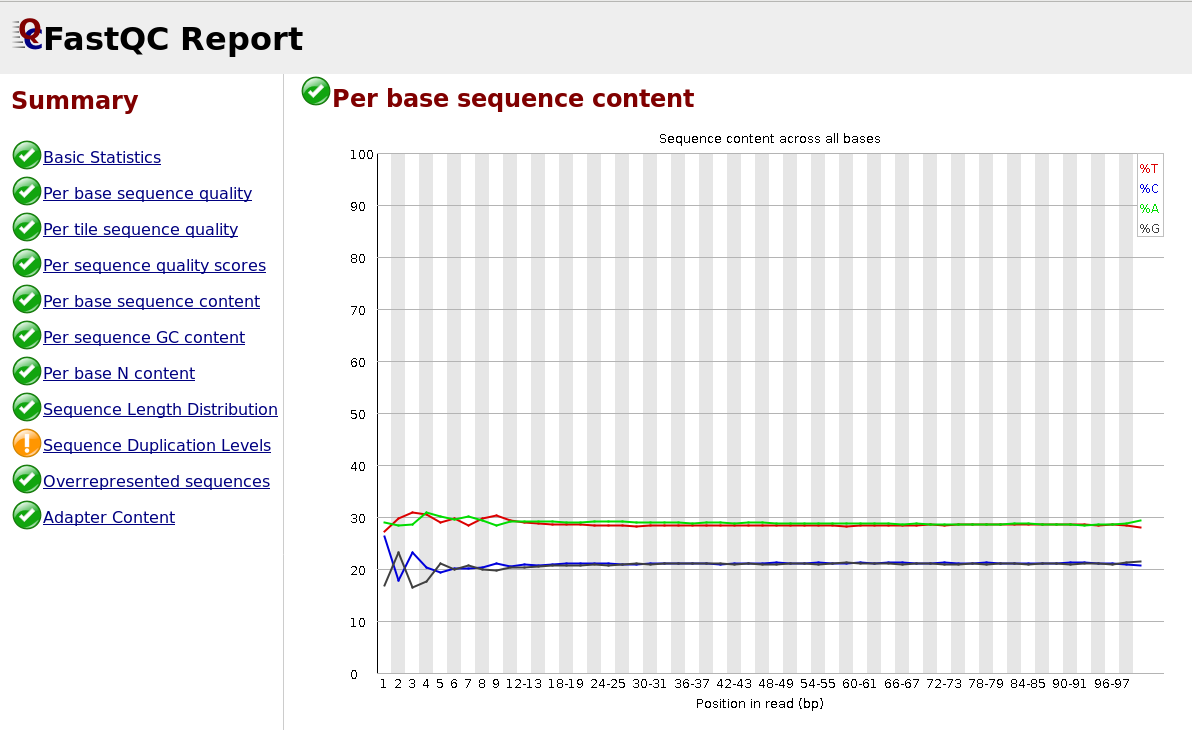 QC FastQC Report
Summary
Basic Statistics
Per base sequence quality
Per tile sequence quality
Per sequence quality scores
Per base sequence content
Per sequence GC content
Per base N content
Sequence Length Distribution
Sequence Duplication Levels
Overrepresented sequences
Adapter Content
Per base sequence content
Sequence content across all bases
100
90
80
70
60
50
40
30
20
10
0
%T
%C
%A
%G
1 2 3 4 5 6 7 8 9 12-13 18-19 24-25 30-31 36-37 42-43 48-49 54-55 60-61 66-67 72-73 78-79 84-85 90-91 96-97
Position in read (bp)